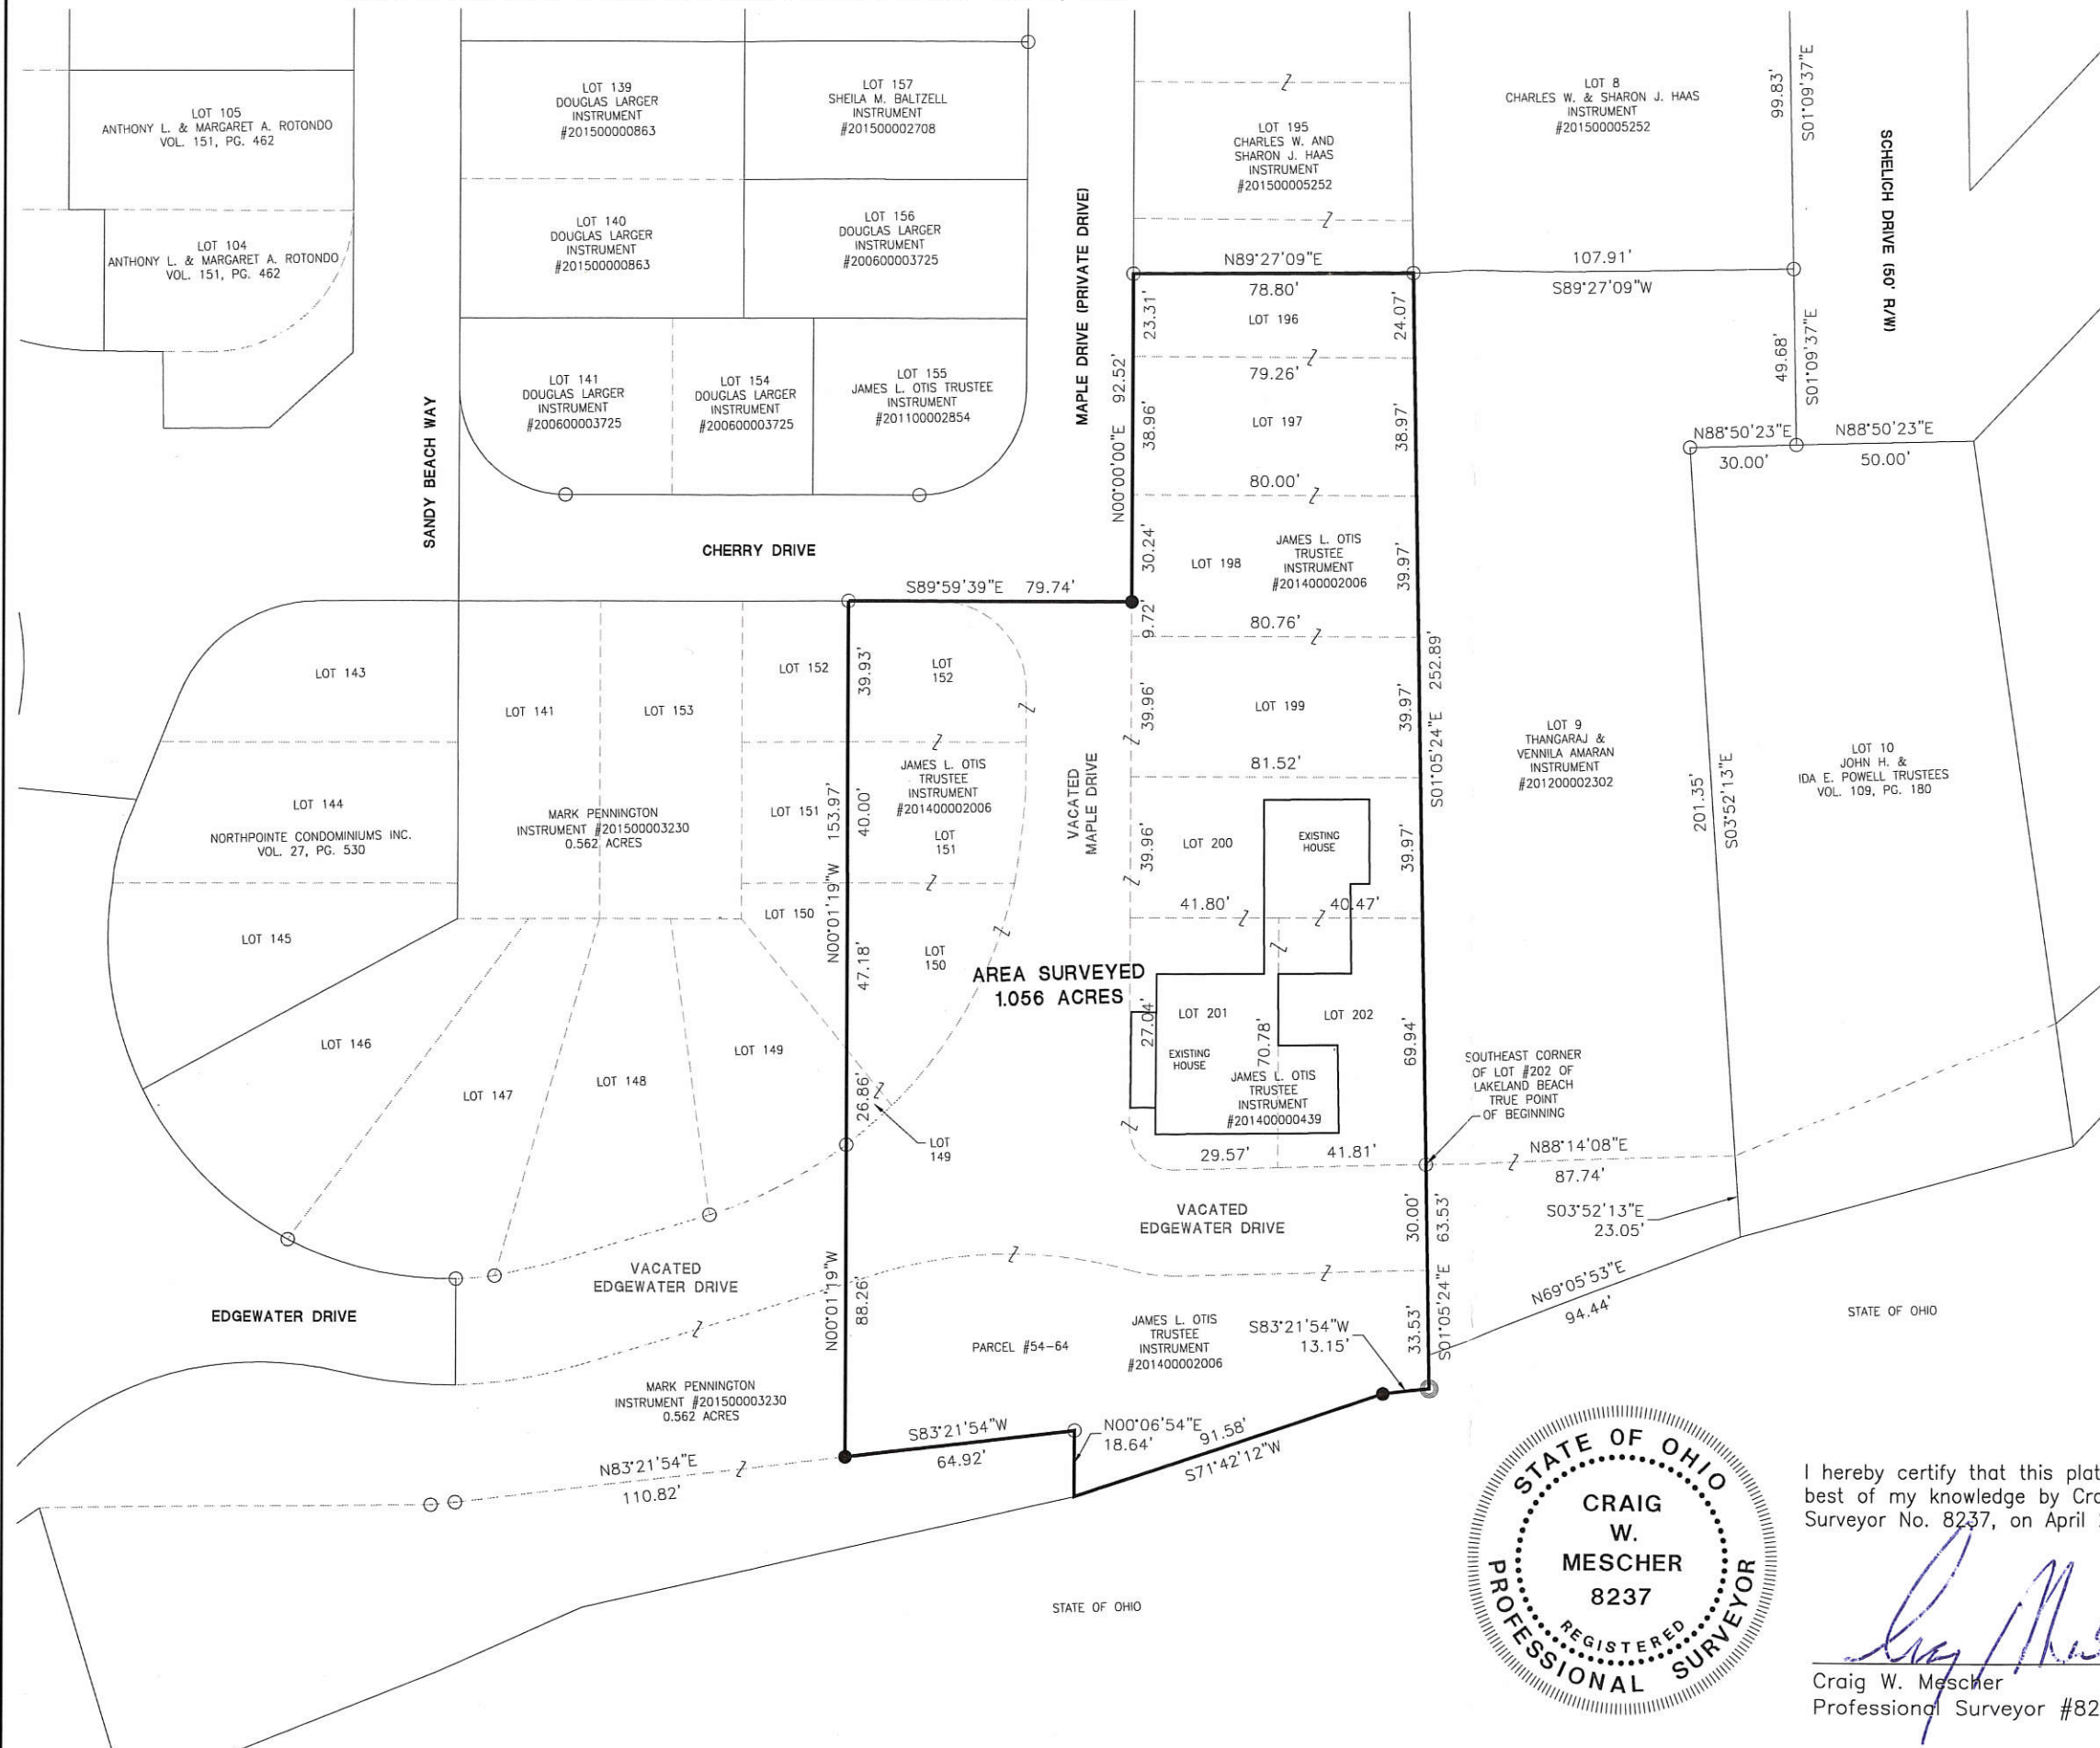 LOT 105
ANTHONY L. & MARGARET A. ROTONDO
VOL. 151, PG. 462
LOT 104
ANTHONY L. & MARGARET A. ROTONDO
VOL. 151, PG. 462
SANDY BEACH WAY
LOT 139
DOUGLAS LARGER
INSTRUMENT
#201500000863
LOT 157
SHEILA M. BALTZELL
INSTRUMENT
#201500002708
LOT 140
DOUGLAS LARGER
INSTRUMENT
#201500000863
LOT 156
DOUGLAS LARGER
INSTRUMENT
#200600003725
LOT 141
DOUGLAS LARGER
INSTRUMENT
#200600003725
LOT 154
DOUGLAS LARGER
INSTRUMENT
#200600003725
LOT 155
JAMES L. OTIS TRUSTEE
INSTRUMENT
#201100002854
CHERRY DRIVE
MAPLE DRIVE (PRIVATE DRIVE)
LOT 195
CHARLES W. AND
SHARON J. HAAS
INSTRUMENT
#201500005252
LOT 8
CHARLES W. & SHARON J. HAAS
INSTRUMENT
#201500005252
99.83'
S01°09'37"E
SCHELICH DRIVE (50' R/W)
N89°27'09"E
78.80'
107.91'
S89°27'09"W
49.68'
S01°09'37"E
N88°50'23"E
30.00'
N88°50'23"E
50.00'
23.31'
LOT 196
24.07'
79.26'
N00°00'00"E 92.52'
38.96'
LOT 197
38.97'
80.00'
30.24'
LOT 198
JAMES L. OTIS
TRUSTEE
INSTRUMENT
#201400002006
39.97'
S89°59'39"E 79.74'
9.72'
80.76'
39.96'
LOT 199
39.97'
S01°05'24"E 252.89'
81.52'
39.96'
LOT 200
EXISTING
HOUSE
39.97'
41.80'
40.47'
LOT 143
LOT 144
NORTHPOINTE CONDOMINIUMS INC.
VOL. 27, PG. 530
LOT 145
LOT 146
LOT 147
LOT 148
LOT 149
LOT 141
LOT 153
LOT 152
MARK PENNINGTON
INSTRUMENT #201500003230
0.562 ACRES
LOT 151
LOT 150
39.93'
LOT
152
N00°01'19"W 153.97'
40.00'
JAMES L. OTIS
TRUSTEE
INSTRUMENT
#201400002006
LOT
151
47.18'
LOT
150
26.86'
LOT
149
VACATED
MAPLE DRIVE
AREA SURVEYED
1.056 ACRES
27.04'
LOT 201
EXISTING
HOUSE
70.78'
LOT 202
JAMES L. OTIS
TRUSTEE
INSTRUMENT
#201400000439
69.94'
29.57'
41.81'
LOT 9
THANGARAJ &
VENNILA AMARAN
INSTRUMENT
#201200002302
201.35'
S03°52'13"E
LOT 10
JOHN H. &
IDA E. POWELL TRUSTEES
VOL. 109, PG. 180
SOUTHEAST CORNER
OF LOT #202 OF
LAKELAND BEACH
TRUE POINT
OF BEGINNING
N88°14'08"E
87.74'
S03°52'13"E
23.05'
N69°05'53"E
94.44'
STATE OF OHIO
VACATED
EDGEWATER DRIVE
30.00'
63.53'
33.53'
S01°05'24"E
VACATED
EDGEWATER DRIVE
EDGEWATER DRIVE
N00°01'19"W
88.26'
PARCEL #54-64
JAMES L. OTIS
TRUSTEE
INSTRUMENT
#201400002006
S83°21'54"W
13.15'
MARK PENNINGTON
INSTRUMENT #201500003230
0.562 ACRES
N83°21'54"E
110.82'
S83°21'54"W
64.92'
N00°06'54"E
18.64'
91.58'
S71°42'12"W
STATE OF OHIO
STATE OF OHIO
CRAIG
W.
MESCHER
8237
REGISTERED
PROFESSIONAL SURVEYOR
I hereby certify that this plat
best of my knowledge by Cra
Surveyor No. 8237, on April
Craig W. Mescher
Professional Surveyor #82